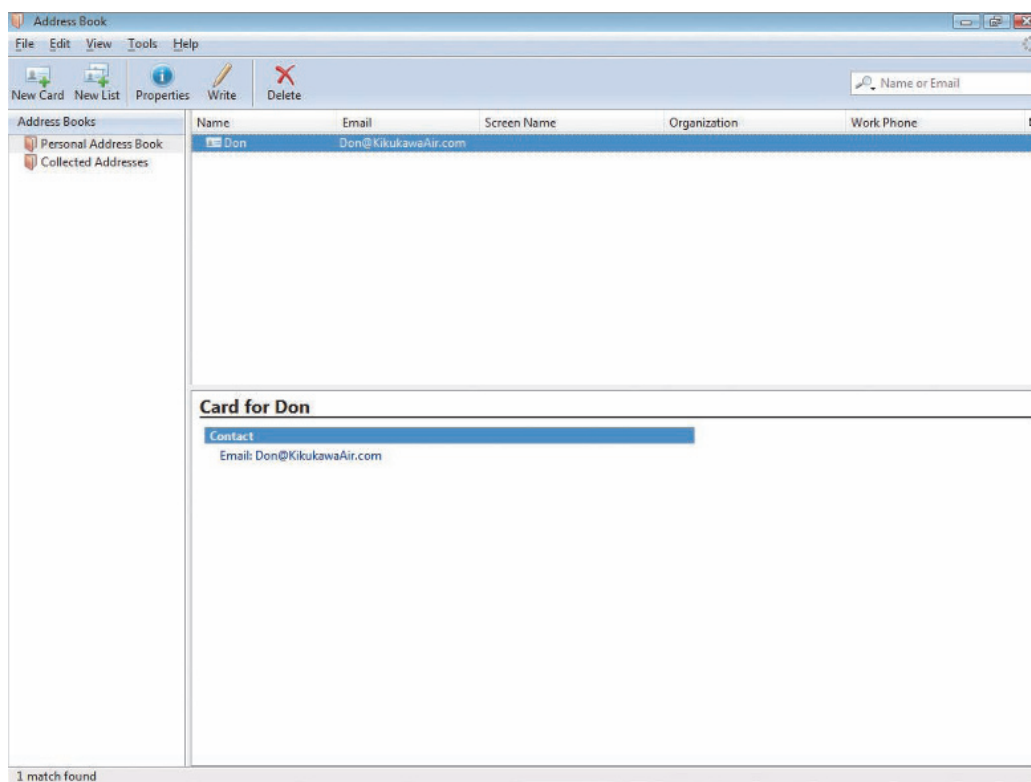 Address Book
File Edit View Tools Help
New Card New List Properties Write Delete
Name or Email
Address Books
Personal Address Book
Collected Addresses
Name Email Screen Name Organization Work Phone
Don Don@KikukawaAir.com
Card for Don
Contact
Email: Don@KikukawaAir.com
1 match found